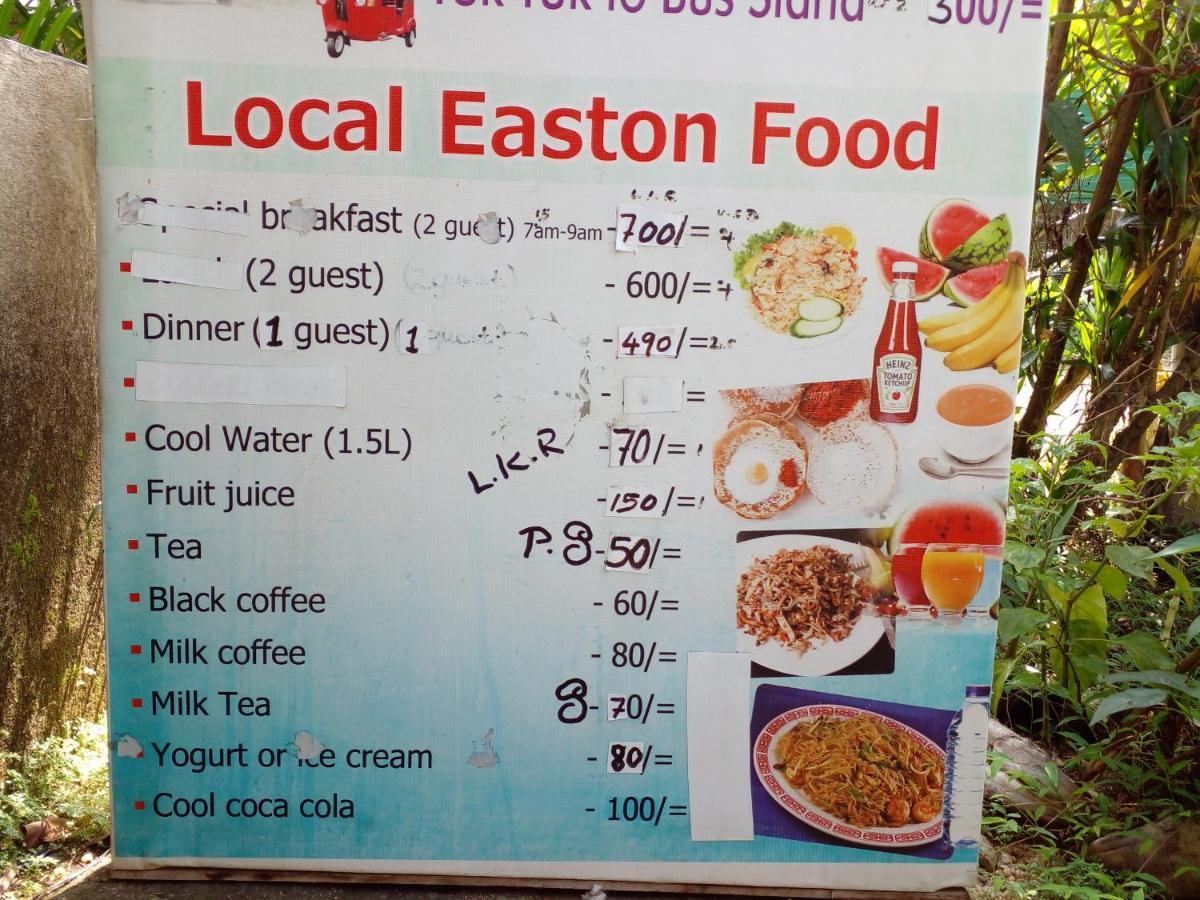 Tuk Tuk to Bus Stand 300/=
Local Easton Food
Special breakfast (2 guest) 7am-9am - 700/=
(2 guest) - 600/=
Dinner (1 guest) (1 - 490/=
- =
Cool Water (1.5L) - 70/=
L.K.R
Fruit juice - 150/=
Tea P. - 50/=
Black coffee - 60/=
Milk coffee - 80/=
Milk Tea - 70/=
Yogurt or ice cream - 80/=
Cool coca cola - 100/=
HEINZ
TOMATO
KETCHUP